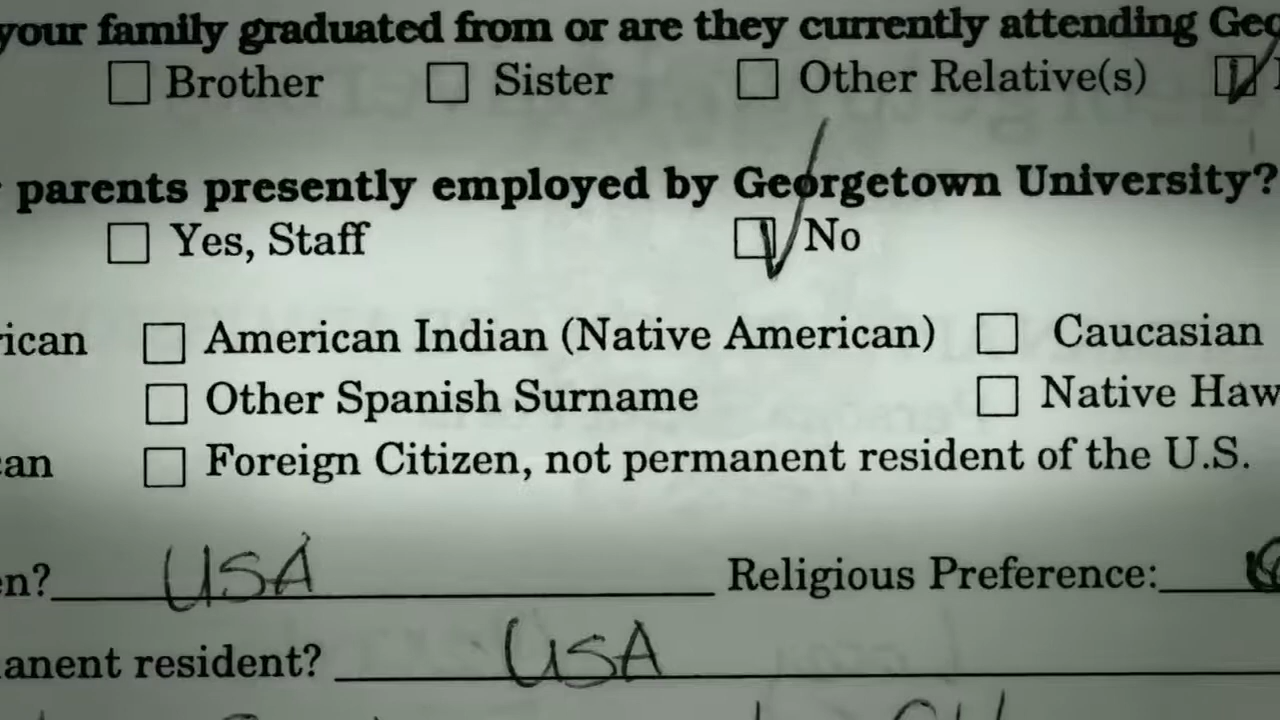 your family graduated from or are they currently attending Geo
Brother Sister Other Relative(s)
parents presently employed by Georgetown University?
Yes, Staff No
ican American Indian (Native American) Caucasian
Other Spanish Surname Native Haw
can Foreign Citizen, not permanent resident of the U.S.
en? USA Religious Preference:
anent resident? USA